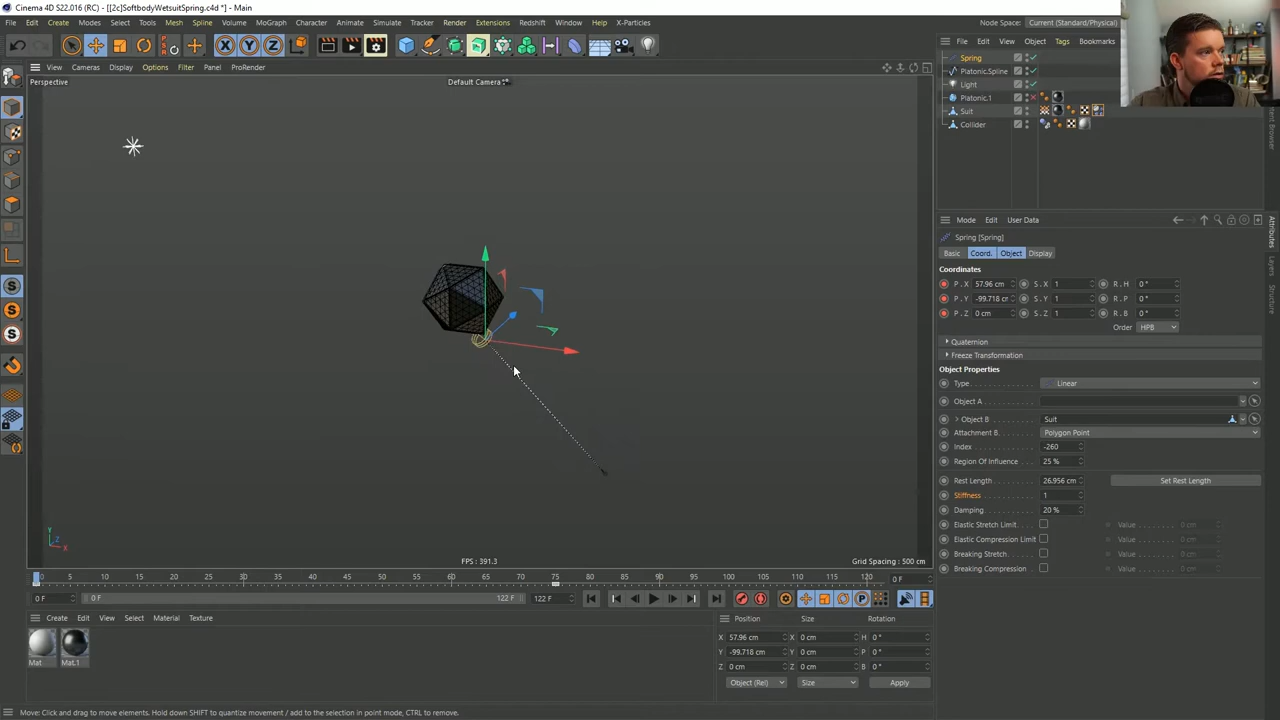 Cinema 4D S22.016 (RC) - [[2c]SoftbodyWetsuitSpring.c4d *] - Main
File Edit Create Modes Select Tools Mesh Spline Volume MoGraph Character Animate Simulate Tracker Render Extensions Redshift Window Help X-Particles
Node Space: Current (Standard/Physical)
View Cameras Display Options Filter Panel ProRender
Perspective
Default Camera
File Edit View Object Tags Bookmarks
Spring
Platonic.Spline
Light
Platonic.1
Suit
Collider
Mode Edit User Data
Spring [Spring]
Basic Coord. Object Display
Coordinates
P . X 57.96 cm S . X 1 R . H 0 °
P . Y -99.718 cr S . Y 1 R . P 0 °
P . Z 0 cm S . Z 1 R . B 0 °
Order HPB
Quaternion
Freeze Transformation
Object Properties
Type Linear
Object A
Object B Suit
Attachment B Polygon Point
Index -260
Region Of Influence 25 %
Rest Length 26.956 cm Set Rest Length
Stiffness 1
Damping 20 %
Elastic Stretch Limit Value 0 cm
Elastic Compression Limit Value 0 cm
Breaking Stretch Value 0 cm
Breaking Compression Value 0 cm
Attributes
Layers
Structure
Y
Z
X
FPS : 391.3
Grid Spacing : 500 cm
0 5 10 15 20 25 30 35 40 45 50 55 60 65 70 75 80 85 90 95 100 105 110 115 120
0 F
0 F 0 F 122 F 122 F
Create Edit View Select Material Texture
Mat Mat.1
Position Size Rotation
X 57.96 cm X 0 cm H 0 °
Y -99.718 cm Y 0 cm P 0 °
Z 0 cm Z 0 cm B 0 °
Object (Rel) Size Apply
Move: Click and drag to move elements. Hold down SHIFT to quantize movement / add to the selection in point mode, CTRL to remove.